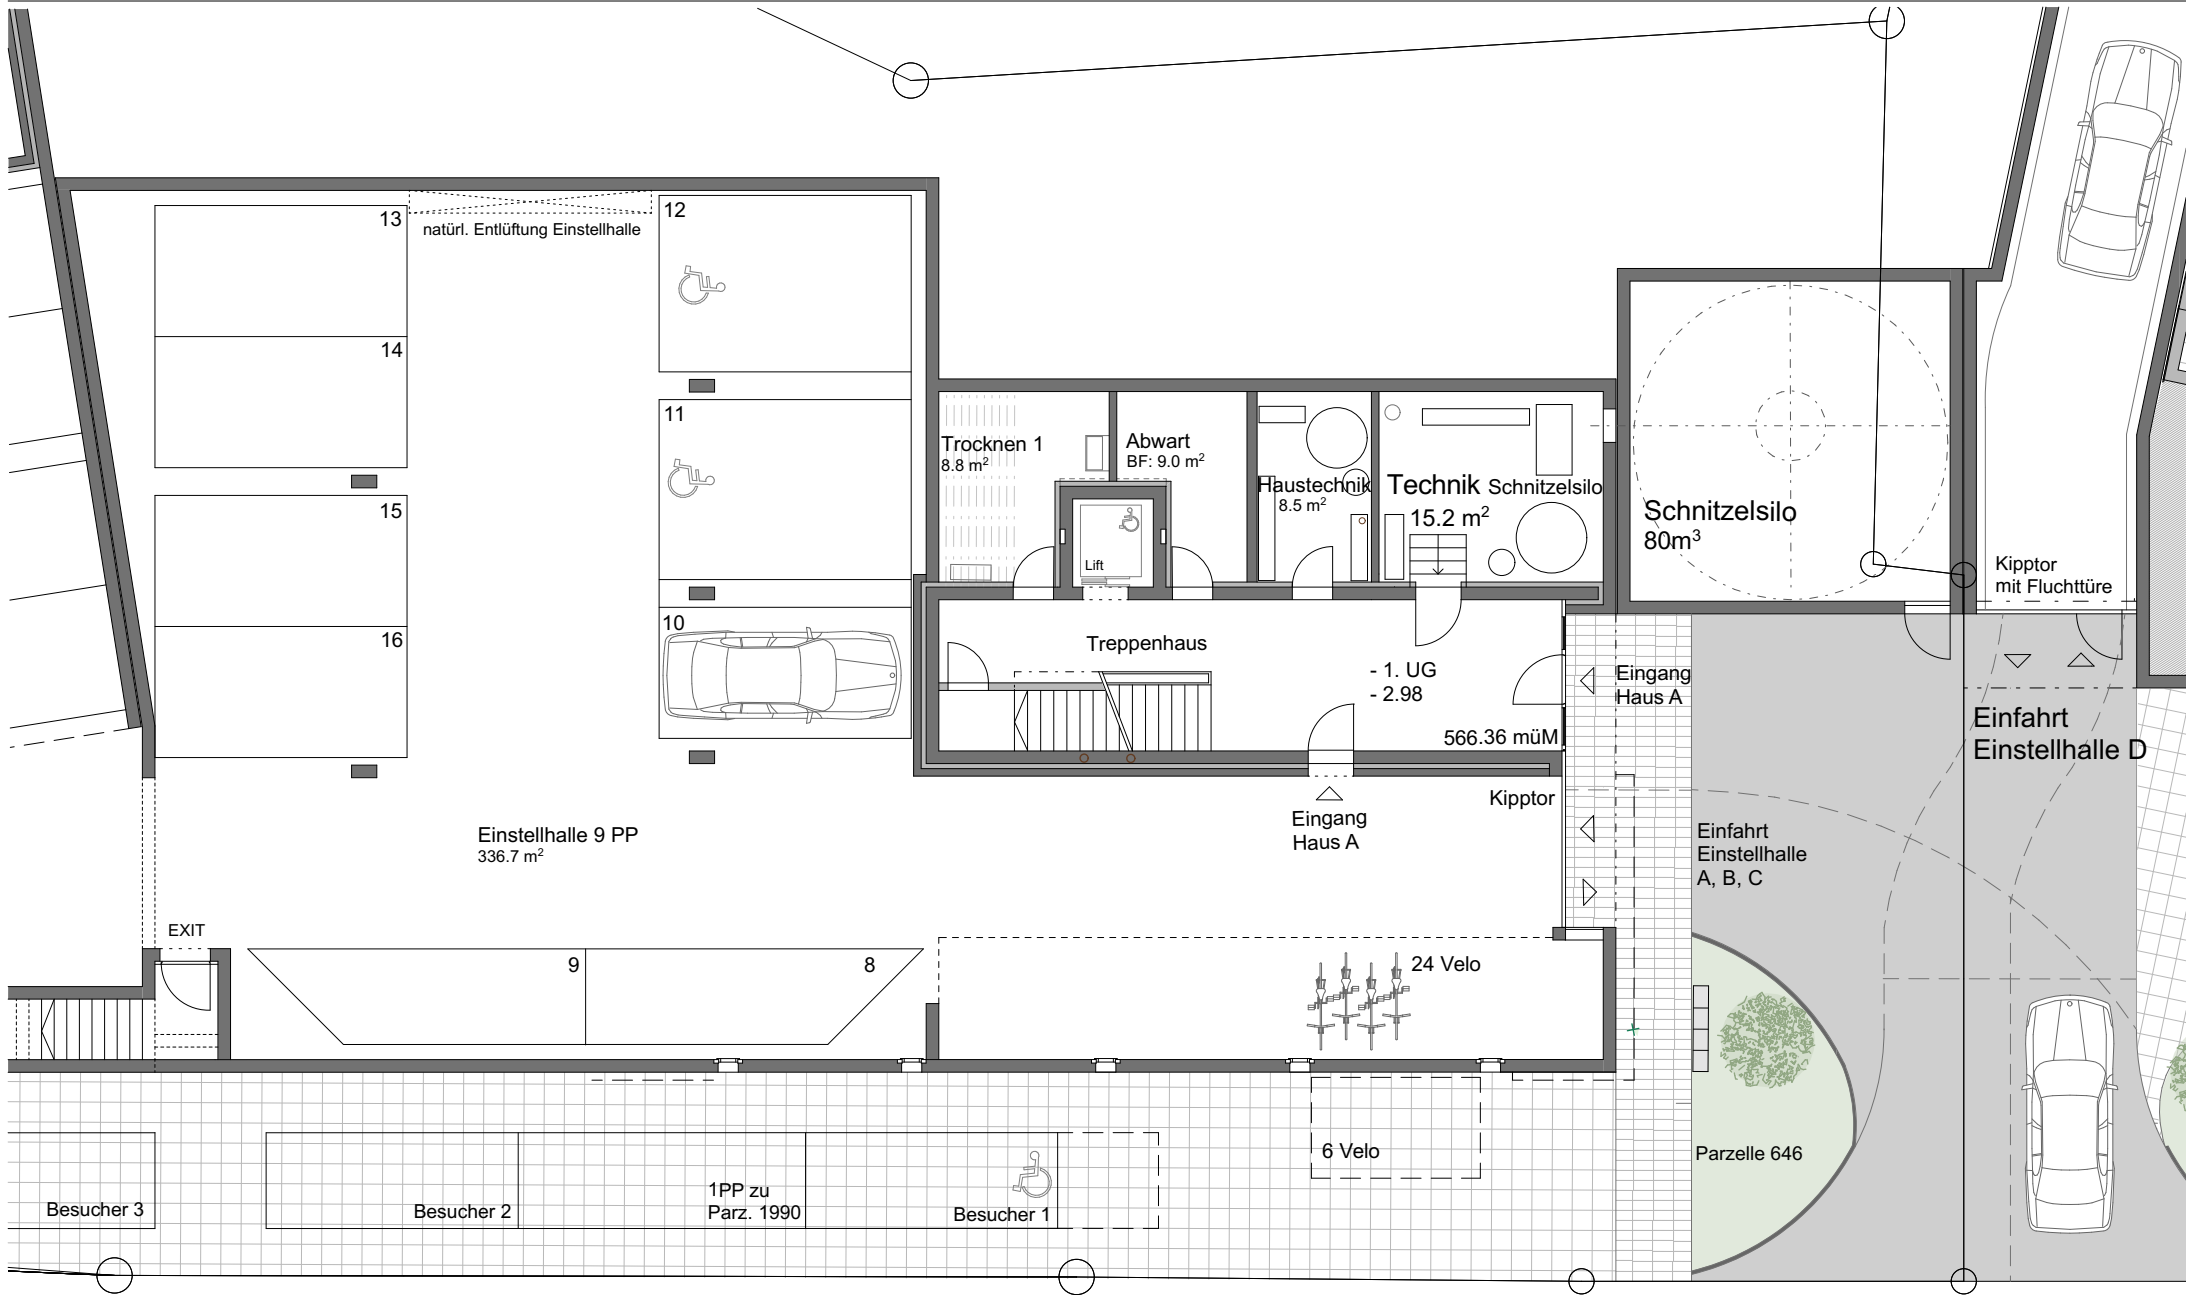 13
12
natürl. Entlüftung Einstellhalle
14
11
15
10
16
Trocknen 1
8.8 m²
Abwart
BF: 9.0 m²
Haustechnik
8.5 m²
Technik Schnitzelsilo
15.2 m²
Schnitzelsilo
80m³
Lift
Kipptor
mit Fluchttüre
Treppenhaus
- 1. UG
- 2.98
566.36 müM
Eingang
Haus A
Einfahrt
Einstellhalle D
Kipptor
Eingang
Haus A
Einfahrt
Einstellhalle
A, B, C
Einstellhalle 9 PP
336.7 m²
EXIT
9
8
24 Velo
6 Velo
Parzelle 646
Besucher 3
Besucher 2
1PP zu
Parz. 1990
Besucher 1